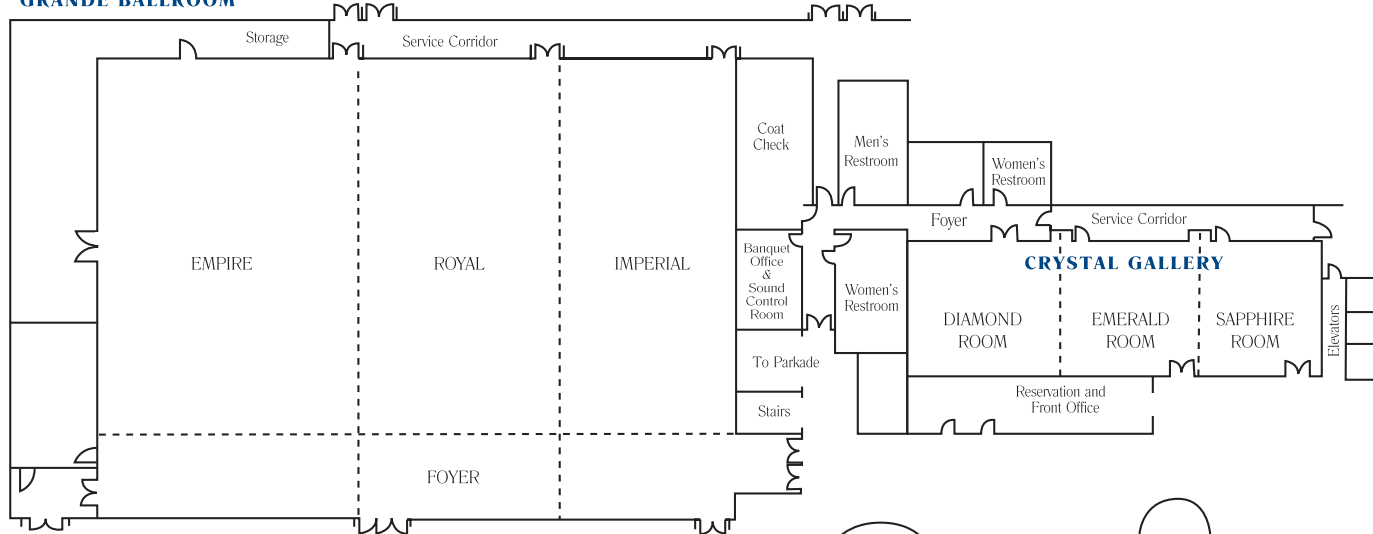 GRANDE BALLROOM
Storage
Service Corridor
Coat
Check
Men's
Restroom
Women's
Restroom
Foyer
Service Corridor
EMPIRE
ROYAL
IMPERIAL
Banquet
Office
&
Sound
Control
Room
Women's
Restroom
CRYSTAL GALLERY
DIAMOND
ROOM
EMERALD
ROOM
SAPPHIRE
ROOM
Elevators
To Parkade
Stairs
Reservation and
Front Office
FOYER